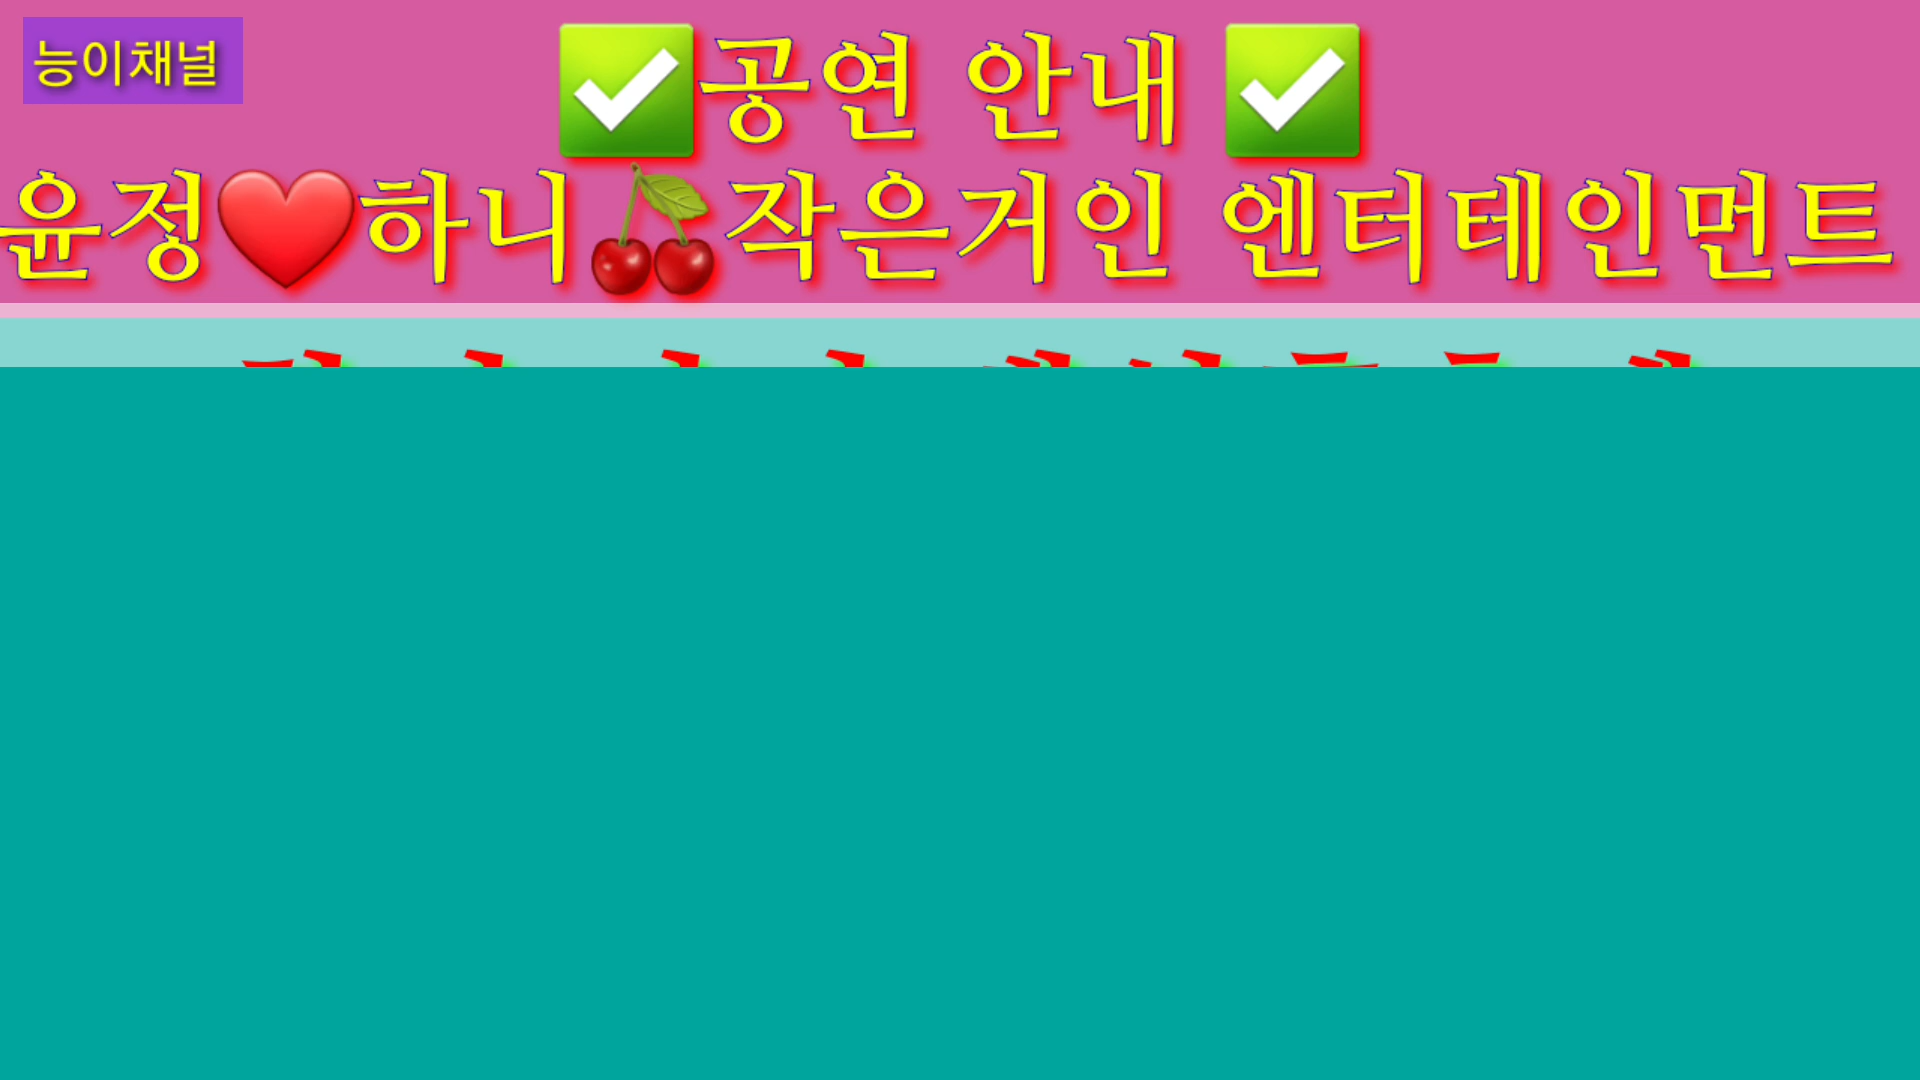 능이채널
✅공연 안내 ✅
윤정❤️하니🍒작은거인 엔터테인먼트